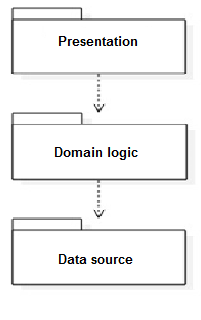 Presentation
Domain logic
Data source